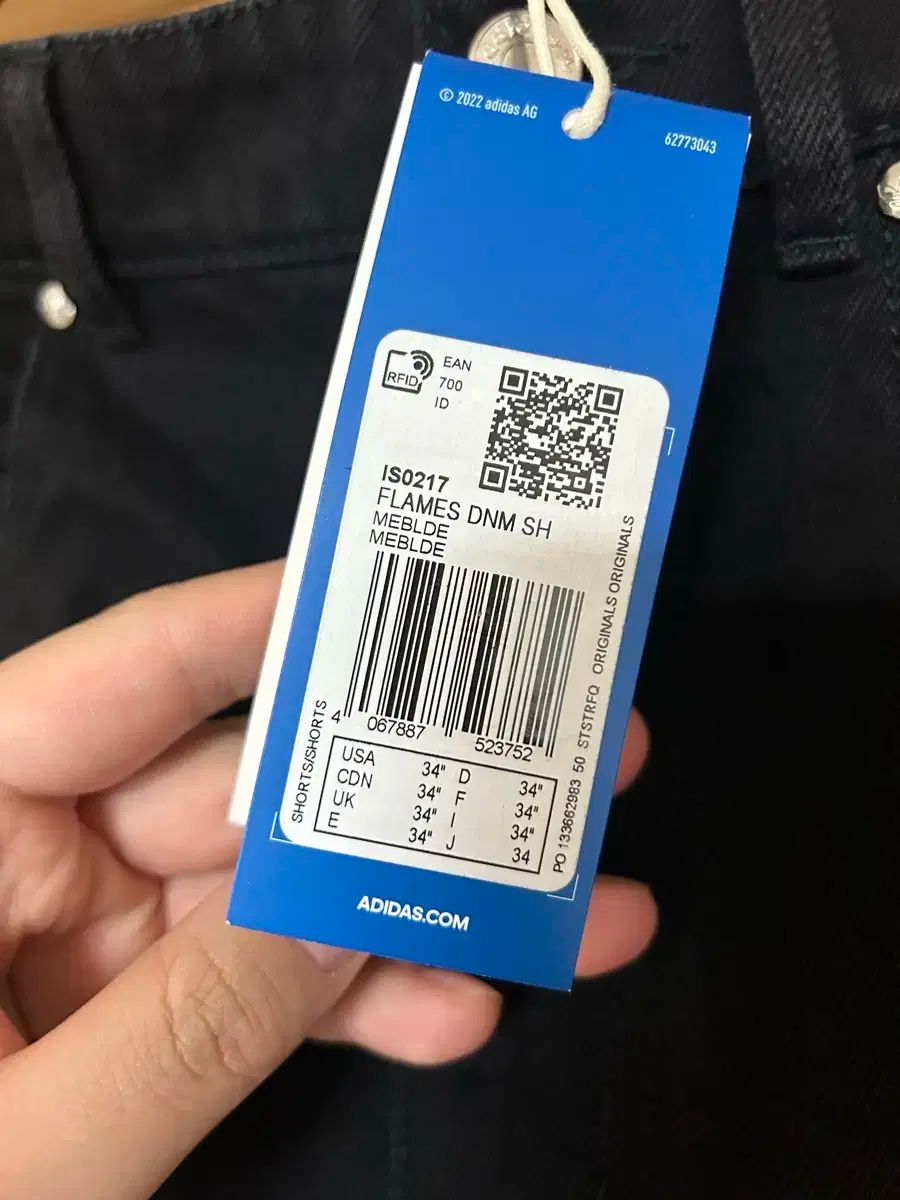 © 2022 adidas AG
62773043
RFID
EAN
700
ID
IS0217
FLAMES DNM SH
MEBLDE
MEBLDE
4 067887 523752
USA 34" D 34"
CDN 34" F 34"
UK 34" I 34"
E 34" J 34
SHORTS/SHORTS
PO 133662983 50 STSTRFQ ORIGINALS ORIGINALS
ADIDAS.COM